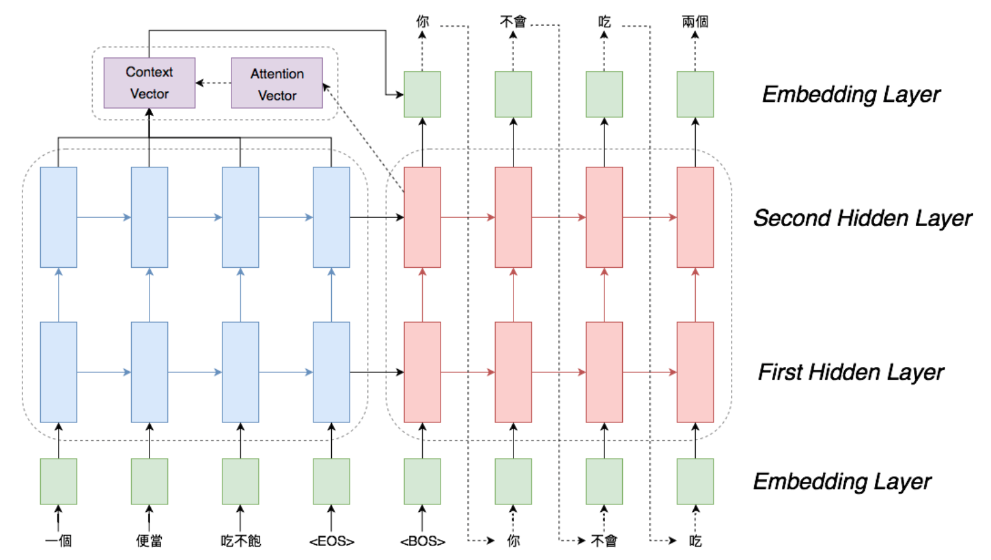 你 不會 吃 兩個
Context Vector
Attention Vector
Embedding Layer
Second Hidden Layer
First Hidden Layer
Embedding Layer
一個 便當 吃不飽 <EOS> <BOS> 你 不會 吃